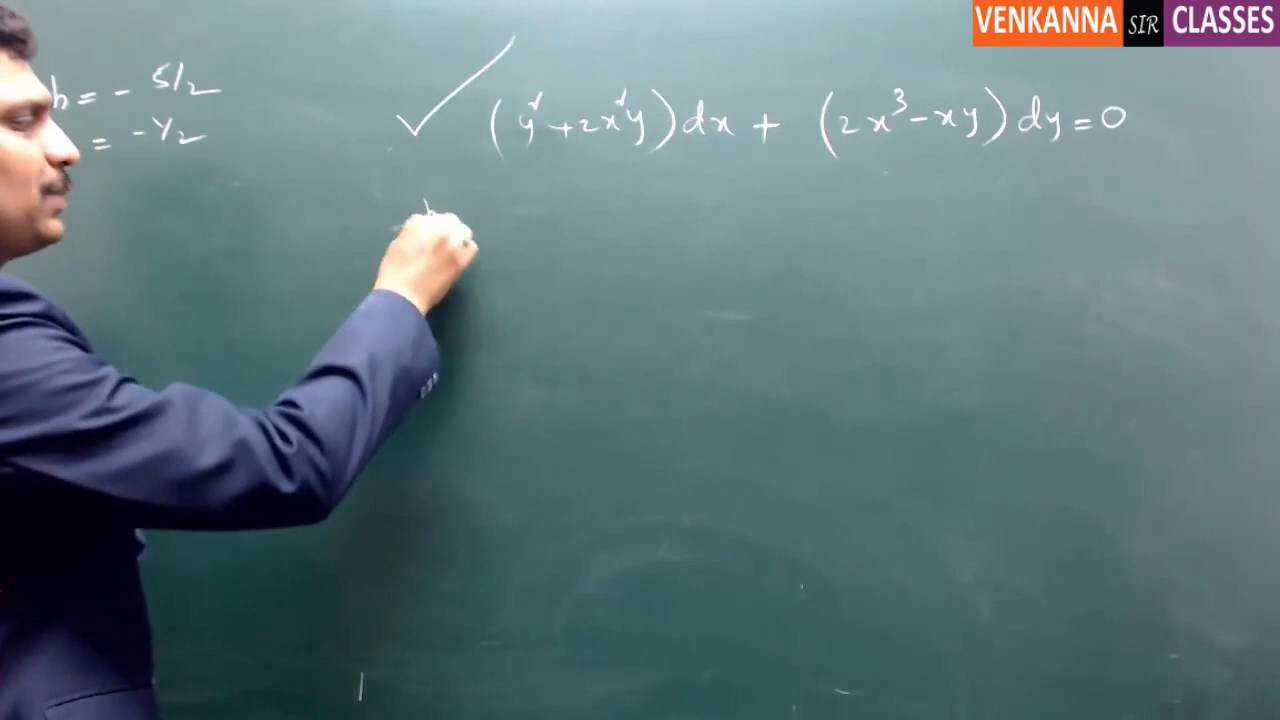 VENKANNA SIR CLASSES
h = - 5/2
= - 1/2
✓ (y² + 2x²y)dx + (2x³ - xy)dy = 0